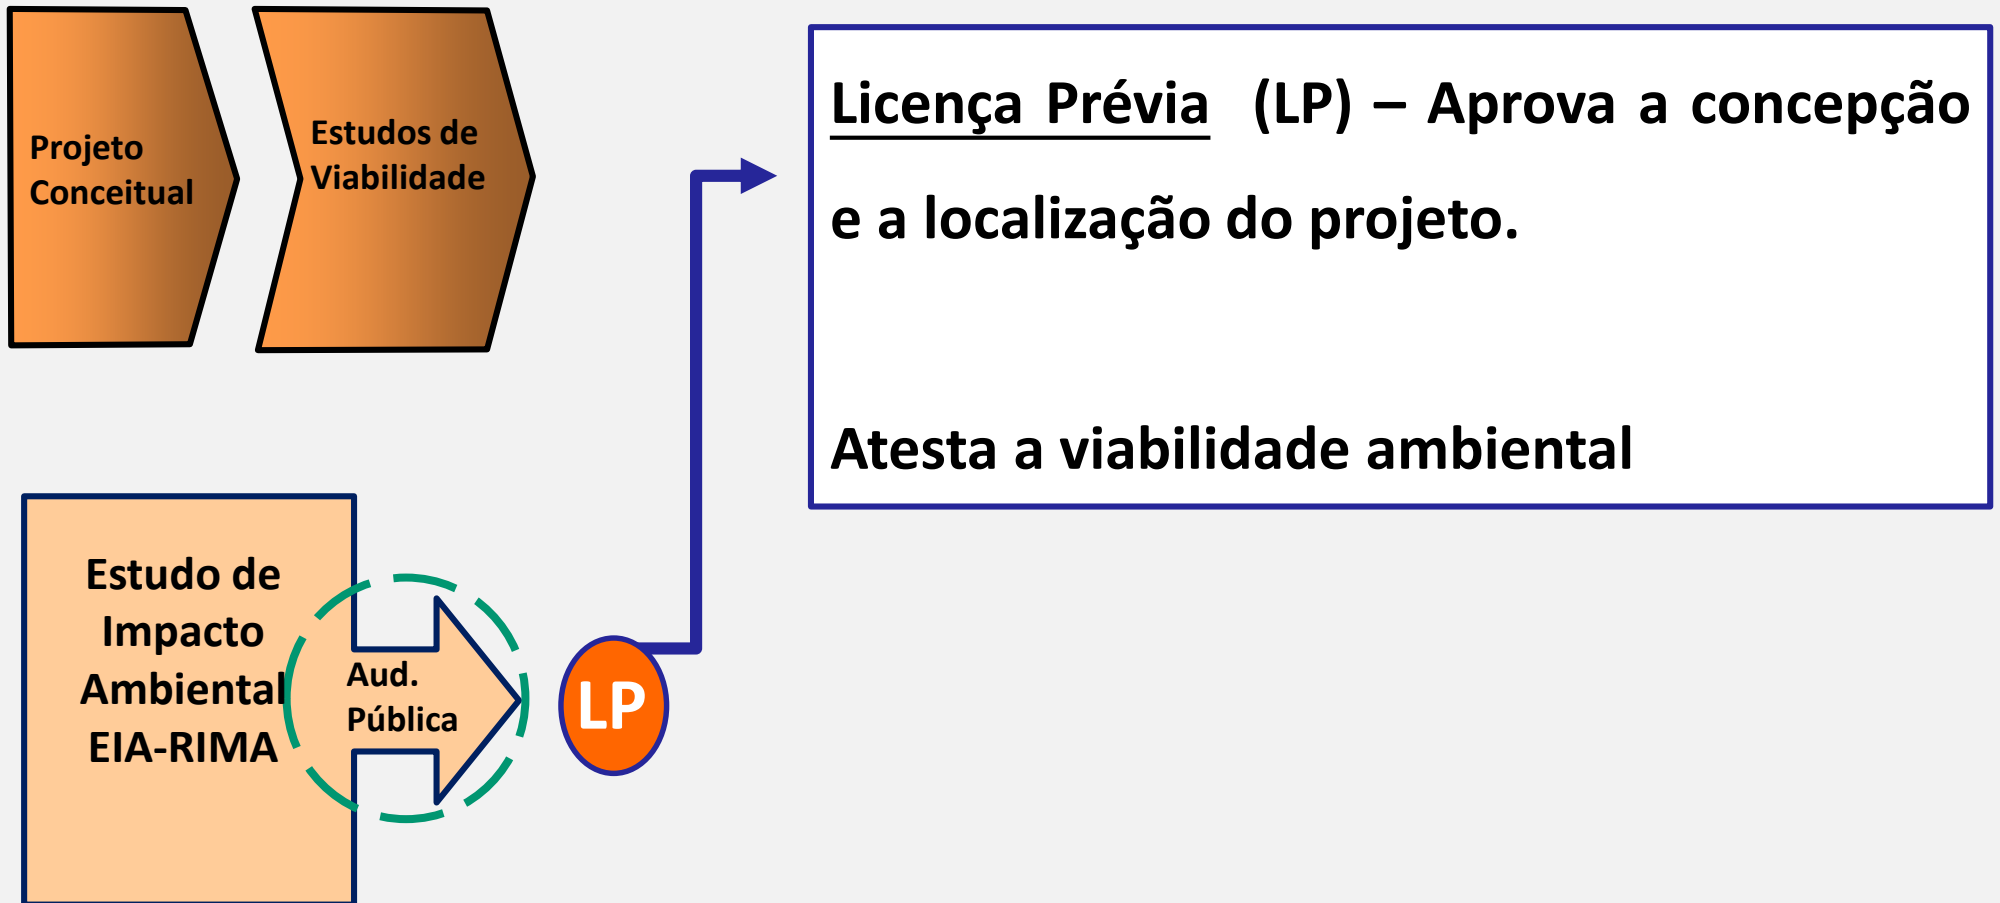 Projeto
Conceitual
Estudos de
Viabilidade
Licença Prévia (LP) – Aprova a concepção
e a localização do projeto.
Atesta a viabilidade ambiental
Estudo de
Impacto
Ambiental
EIA-RIMA
Aud.
Pública
LP